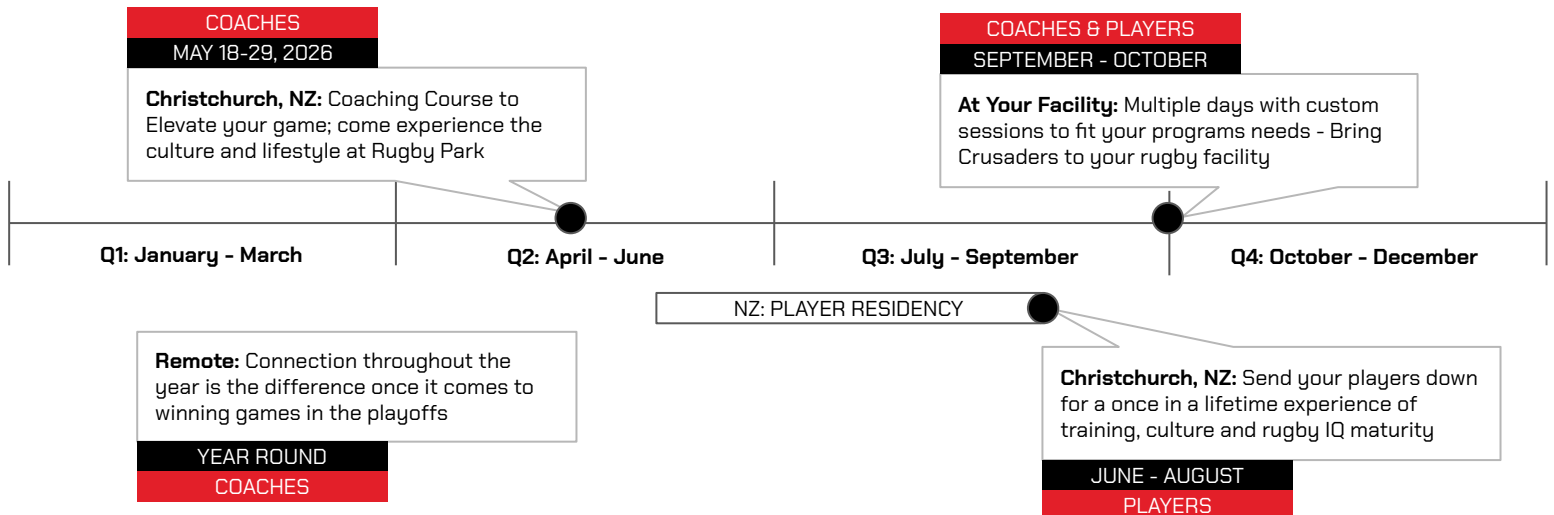 COACHES
MAY 18-29, 2026
Christchurch, NZ: Coaching Course to
Elevate your game; come experience the
culture and lifestyle at Rugby Park
COACHES & PLAYERS
SEPTEMBER - OCTOBER
At Your Facility: Multiple days with custom
sessions to fit your programs needs - Bring
Crusaders to your rugby facility
Q1: January - March
Q2: April - June
Q3: July - September
Q4: October - December
NZ: PLAYER RESIDENCY
Remote: Connection throughout the
year is the difference once it comes to
winning games in the playoffs
YEAR ROUND
COACHES
Christchurch, NZ: Send your players down
for a once in a lifetime experience of
training, culture and rugby IQ maturity
JUNE - AUGUST
PLAYERS